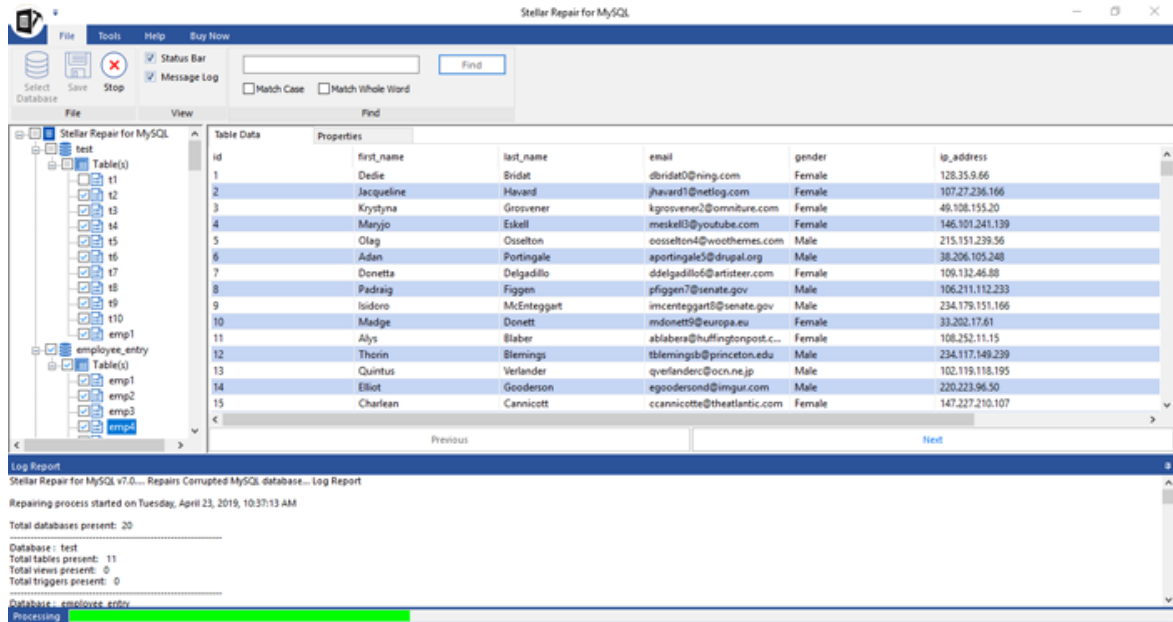 Stellar Repair for MySQL
File Tools Help Buy Now
Select Database
Save
Stop
Status Bar
Message Log
Find
Match Case Match Whole Word
File View Find
Stellar Repair for MySQL
test
Table(s)
t1
t2
t3
t4
t5
t6
t7
t8
t9
t10
emp1
employee_entry
Table(s)
emp1
emp2
emp3
emp4
Table Data Properties
id first_name last_name email gender ip_address
1 Dedie Bridat dbridat0@ning.com Female 128.35.9.66
2 Jacqueline Havard jhavard1@netlog.com Female 107.27.236.166
3 Krystyna Grosvener kgrosvener2@omniture.com Female 49.108.155.20
4 Maryjo Eskell meskell3@youtube.com Female 146.101.241.139
5 Olag Osselton oosselton4@woothemes.com Male 215.151.239.56
6 Adan Portingale aportingale5@drupal.org Male 38.206.105.248
7 Donetta Delgadillo ddelgadillo6@artisteer.com Female 109.132.46.88
8 Padraig Figgen pfiggen7@senate.gov Male 106.211.112.233
9 Isidoro McEnteggart imcenteggart8@senate.gov Male 234.179.151.166
10 Madge Donett mdonett9@europa.eu Female 33.202.17.61
11 Alys Blaber ablabera@huffingtonpost.c... Female 108.252.11.15
12 Thorin Blemings tblemingsb@princeton.edu Male 234.117.149.239
13 Quintus Verlander qverlanderc@ocn.ne.jp Male 102.119.118.195
14 Elliot Gooderson egoodersond@imgur.com Male 220.223.96.50
15 Charlean Cannicott ccannicotte@theatlantic.com Female 147.227.210.107
Previous Next
Log Report
Stellar Repair for MySQL v7.0.... Repairs Corrupted MySQL database... Log Report
Repairing process started on Tuesday, April 23, 2019, 10:37:13 AM
Total databases present: 20
Database : test
Total tables present: 11
Total views present: 0
Total triggers present: 0
Database : employee_entry
Processing